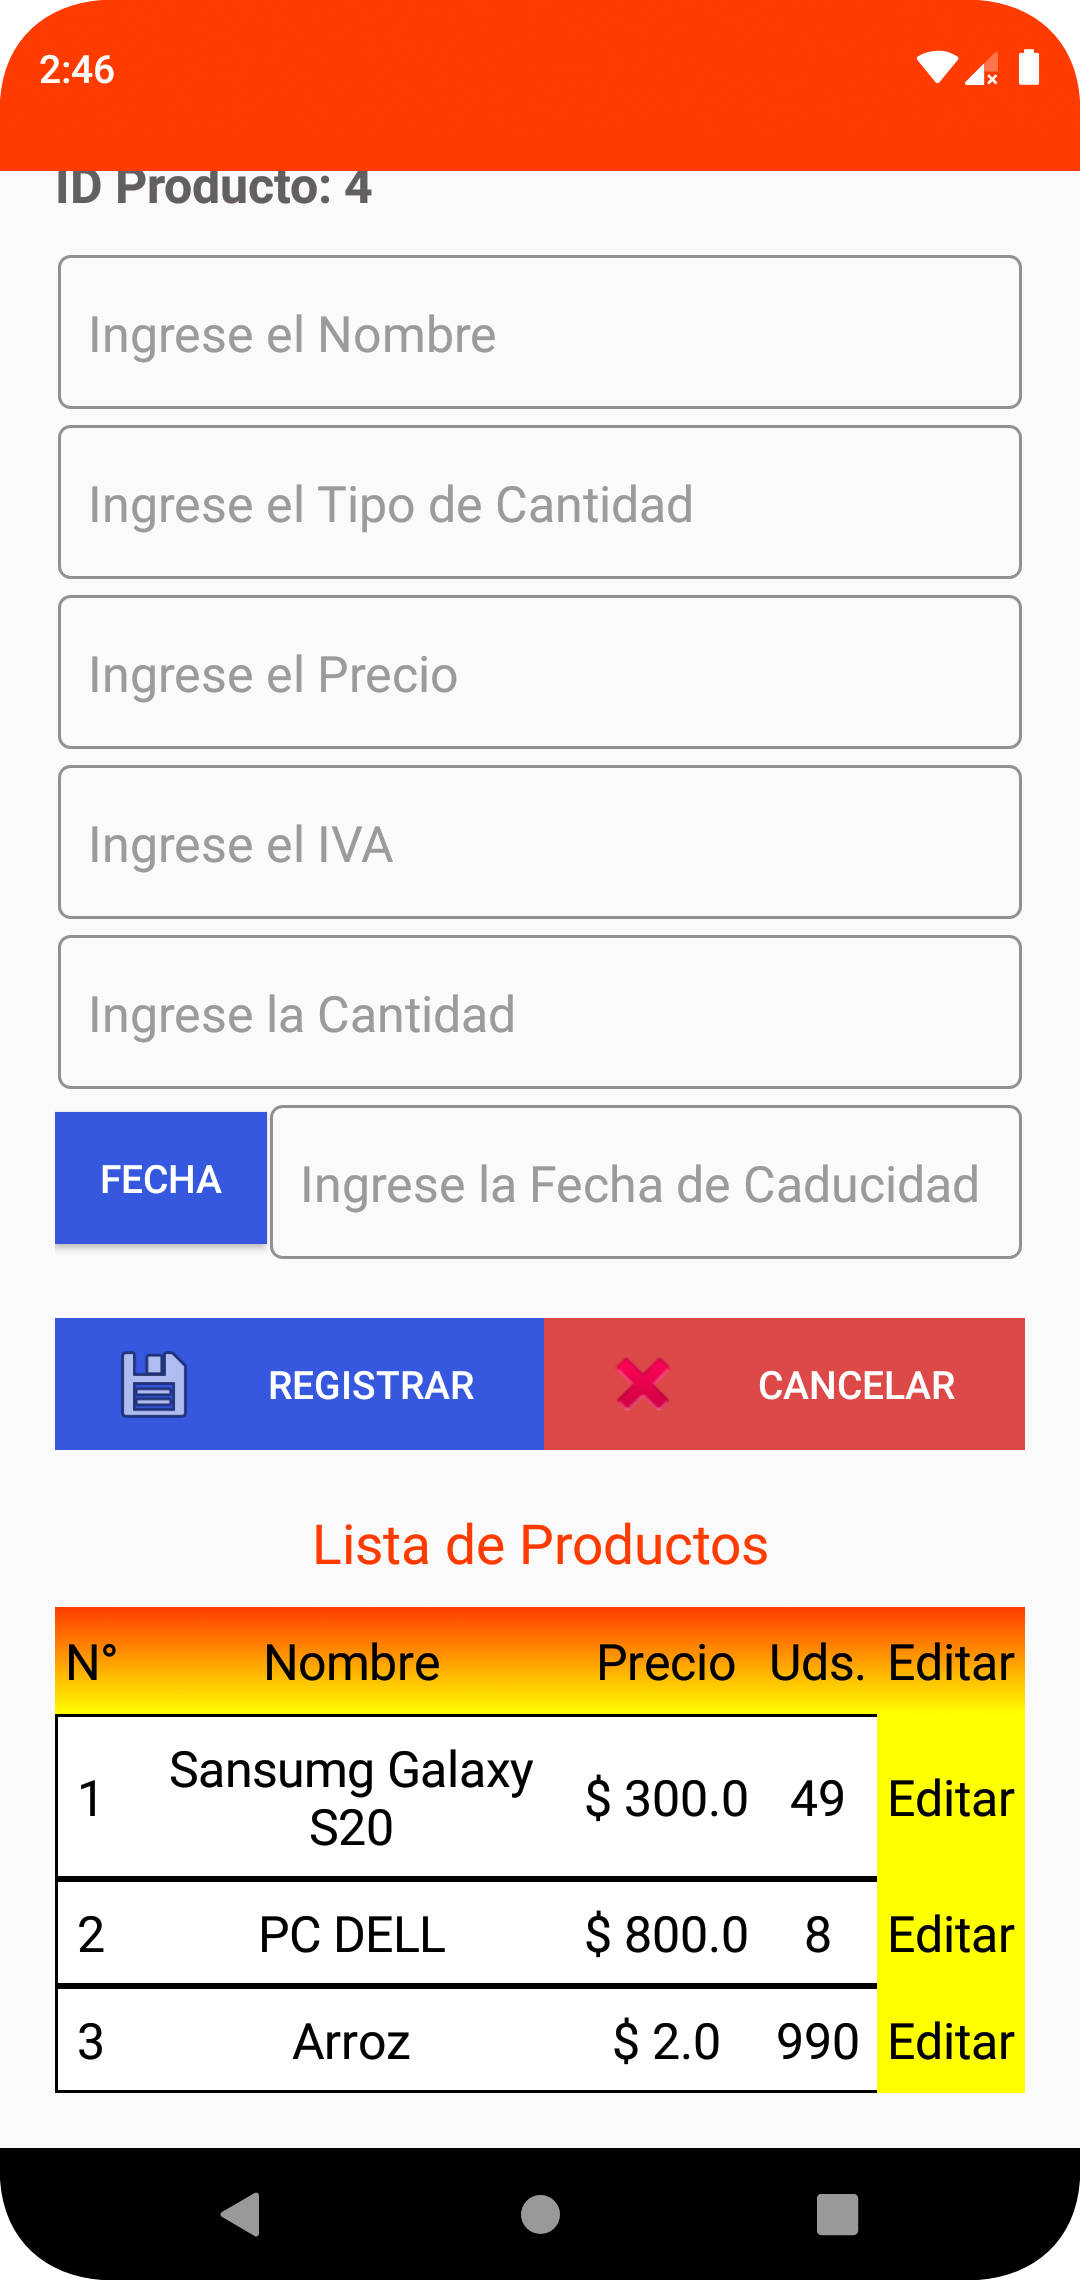 2:46
ID Producto: 4
Ingrese el Nombre
Ingrese el Tipo de Cantidad
Ingrese el Precio
Ingrese el IVA
Ingrese la Cantidad
FECHA Ingrese la Fecha de Caducidad
REGISTRAR CANCELAR
Lista de Productos
N° Nombre Precio Uds. Editar
1 Sansumg Galaxy S20 $ 300.0 49 Editar
2 PC DELL $ 800.0 8 Editar
3 Arroz $ 2.0 990 Editar